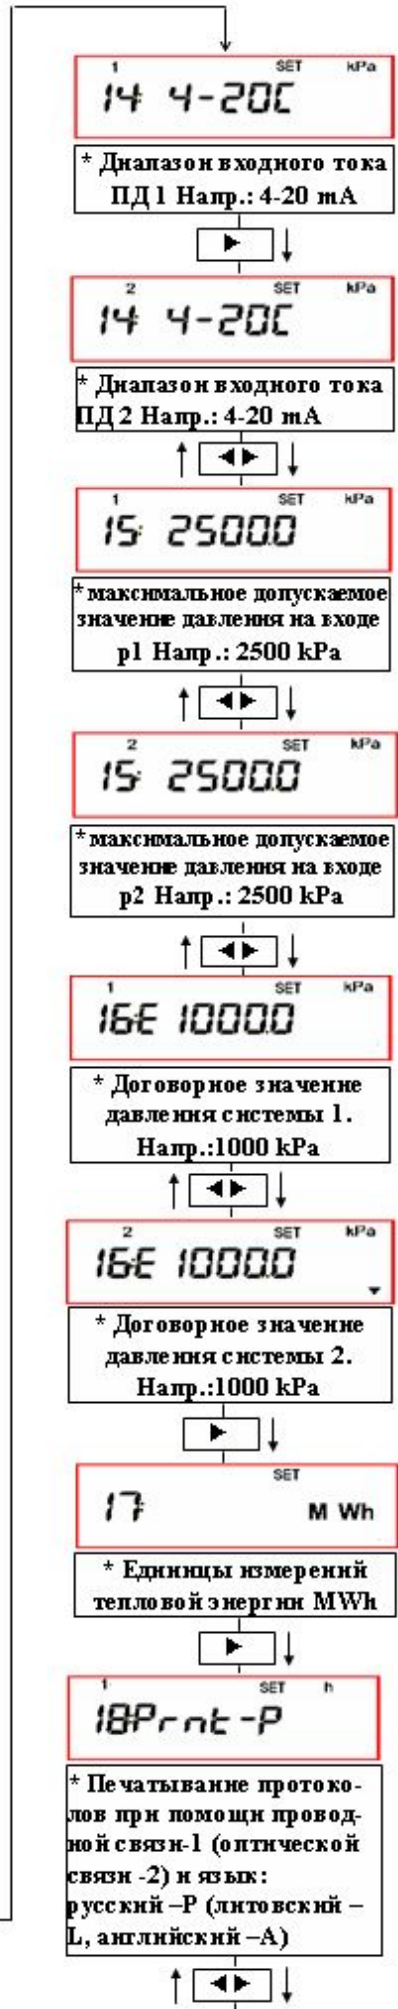 1 SET kPa
14: 4-20C
* Диапазон входного тока
ПД 1 Напр.: 4-20 mA
2 SET kPa
14: 4-20C
* Диапазон входного тока
ПД 2 Напр.: 4-20 mA
1 SET kPa
15: 2500.0
* максимальное допускаемое
значение давления на входе
p1 Напр.: 2500 kPa
2 SET kPa
15: 2500.0
* максимальное допускаемое
значение давления на входе
p2 Напр.: 2500 kPa
1 SET kPa
16:E 1000.0
* Договорное значение
давления системы 1.
Напр.:1000 kPa
2 SET kPa
16:E 1000.0
* Договорное значение
давления системы 2.
Напр.:1000 kPa
SET
17: M Wh
* Единицы измерений
тепловой энергии MWh
1 SET h
18:Prnt-P
* Печатывание протоко-
лов при помощи провод-
ной связи-1 (оптической
связи -2) и язык:
русский –Р (литовский –
L, английский –A)